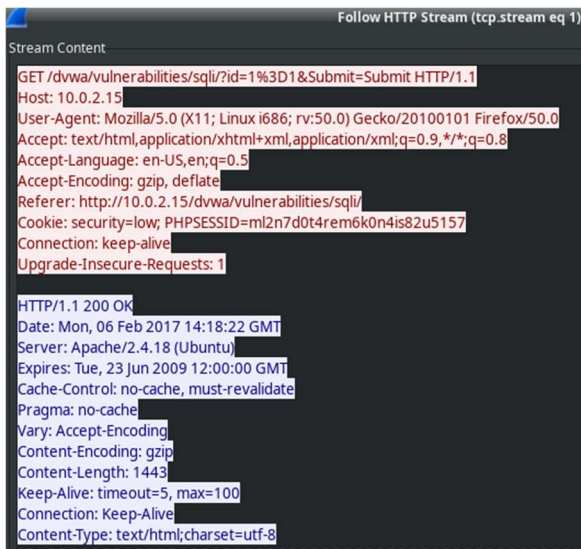 Follow HTTP Stream (tcp.stream eq 1)
Stream Content
GET /dvwa/vulnerabilities/sqli/?id=1%3D1&Submit=Submit HTTP/1.1
Host: 10.0.2.15
User-Agent: Mozilla/5.0 (X11; Linux i686; rv:50.0) Gecko/20100101 Firefox/50.0
Accept: text/html,application/xhtml+xml,application/xml;q=0.9,*/*;q=0.8
Accept-Language: en-US,en;q=0.5
Accept-Encoding: gzip, deflate
Referer: http://10.0.2.15/dvwa/vulnerabilities/sqli/
Cookie: security=low; PHPSESSID=ml2n7d0t4rem6k0n4is82u5157
Connection: keep-alive
Upgrade-Insecure-Requests: 1
HTTP/1.1 200 OK
Date: Mon, 06 Feb 2017 14:18:22 GMT
Server: Apache/2.4.18 (Ubuntu)
Expires: Tue, 23 Jun 2009 12:00:00 GMT
Cache-Control: no-cache, must-revalidate
Pragma: no-cache
Vary: Accept-Encoding
Content-Encoding: gzip
Content-Length: 1443
Keep-Alive: timeout=5, max=100
Connection: Keep-Alive
Content-Type: text/html;charset=utf-8